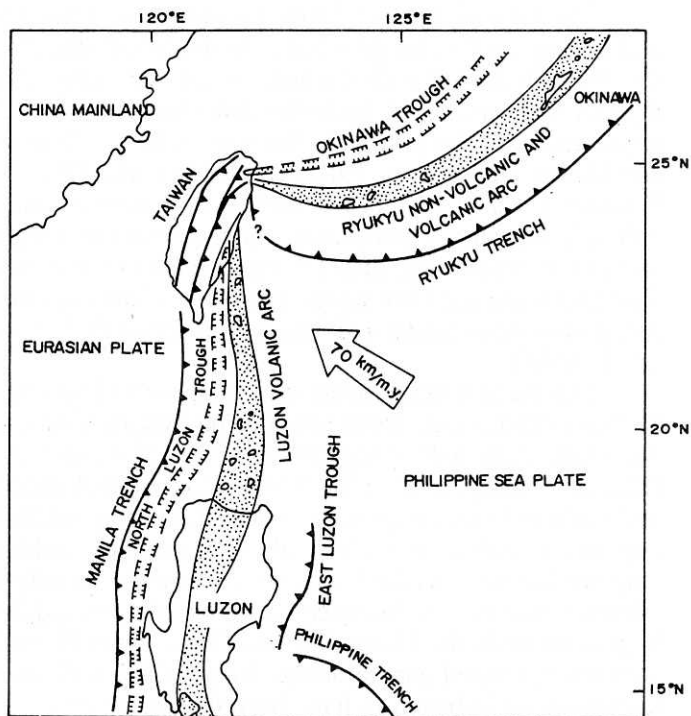 120°E
125°E
CHINA MAINLAND
OKINAWA TROUGH
OKINAWA
25°N
TAIWAN
RYUKYU NON-VOLCANIC AND
VOLCANIC ARC
RYUKYU TRENCH
?
EURASIAN PLATE
NORTH LUZON TROUGH
LUZON VOLCANIC ARC
70 km/m.y.
20°N
MANILA TRENCH
EAST LUZON TROUGH
PHILIPPINE SEA PLATE
LUZON
PHILIPPINE TRENCH
15°N